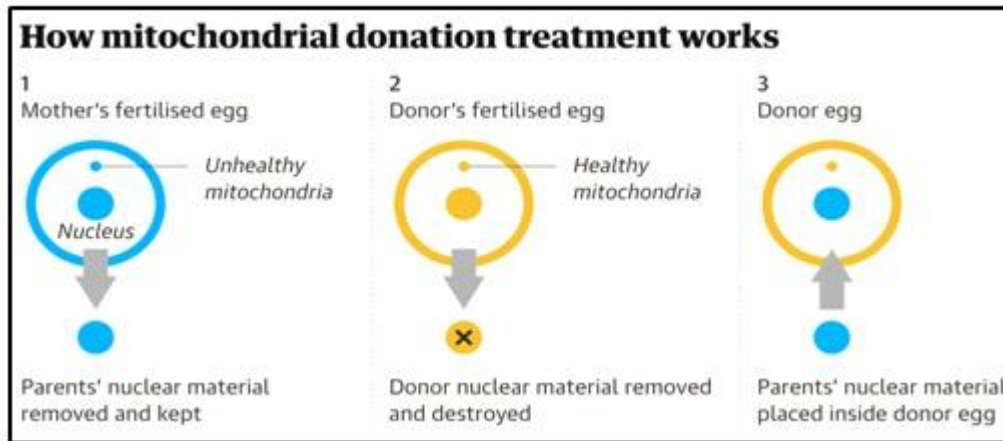 How mitochondrial donation treatment works
1
Mother's fertilised egg
Unhealthy
mitochondria
Nucleus
Parents' nuclear material
removed and kept
2
Donor's fertilised egg
Healthy
mitochondria
Donor nuclear material removed
and destroyed
3
Donor egg
Parents' nuclear material
placed inside donor egg